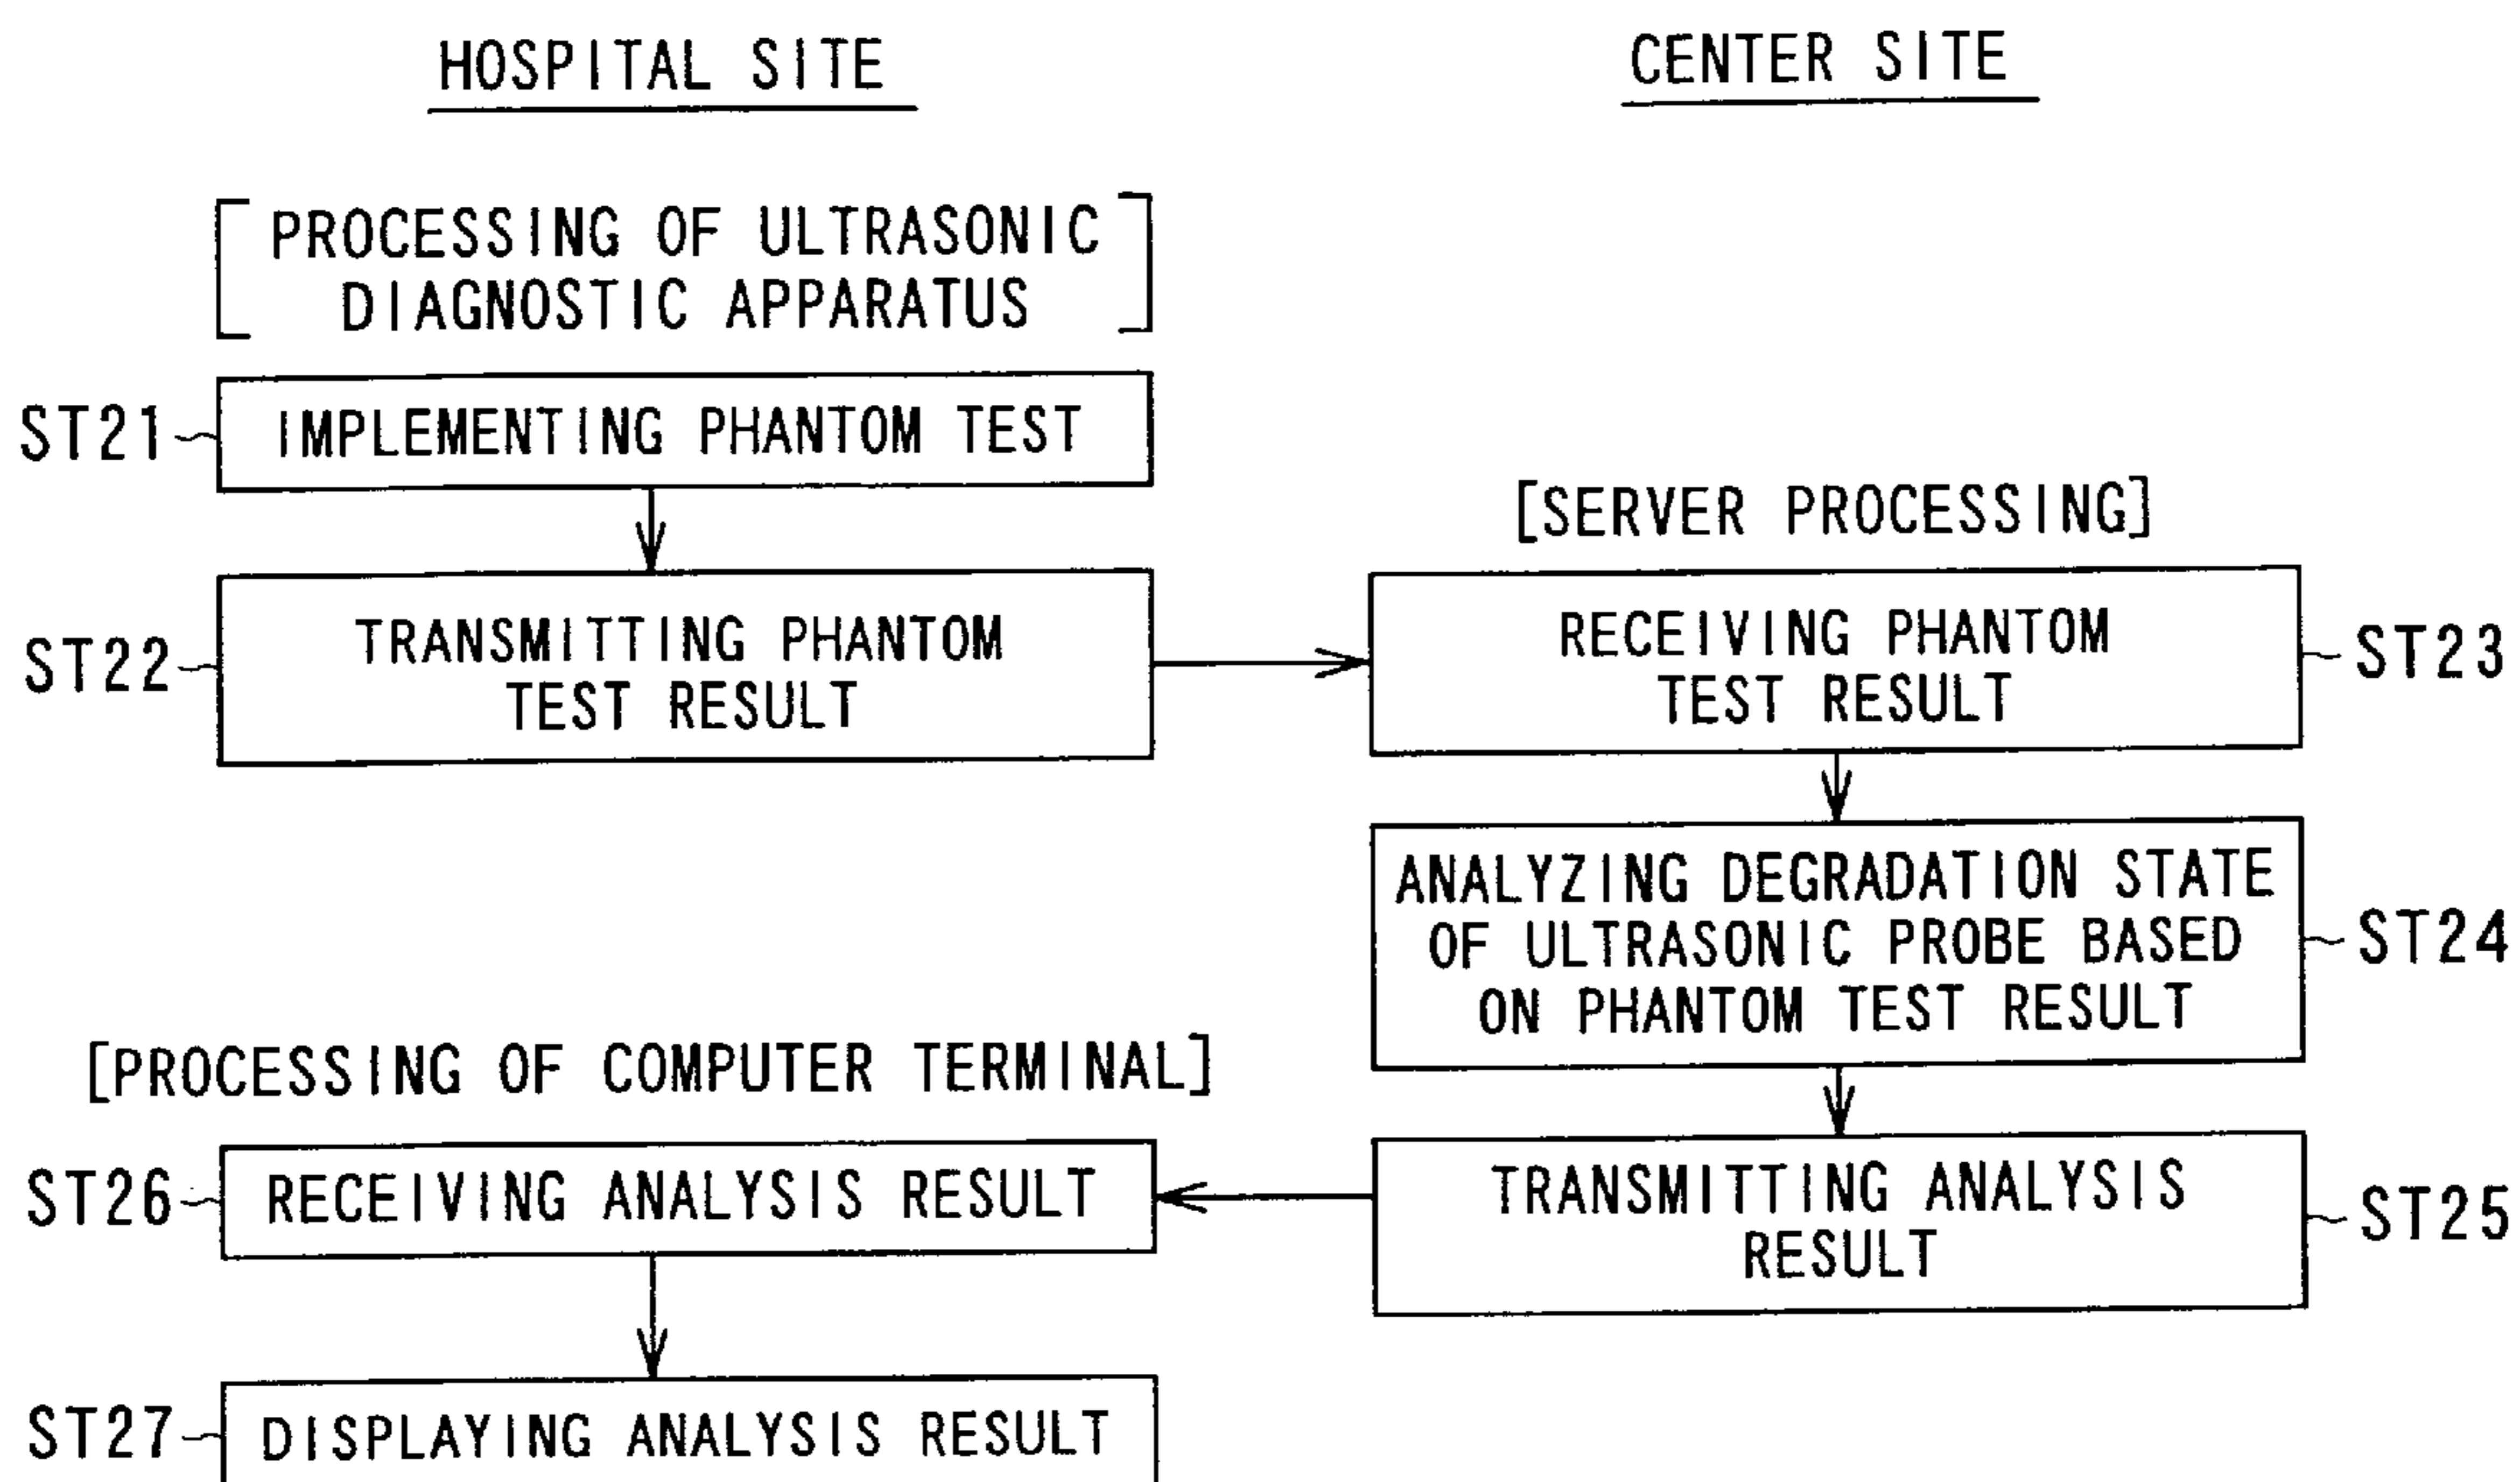 HOSPITAL SITE
CENTER SITE
[PROCESSING OF ULTRASONIC
DIAGNOSTIC APPARATUS]
ST21
IMPLEMENTING PHANTOM TEST
[SERVER PROCESSING]
ST22
TRANSMITTING PHANTOM
TEST RESULT
RECEIVING PHANTOM
TEST RESULT
ST23
ANALYZING DEGRADATION STATE
OF ULTRASONIC PROBE BASED
ON PHANTOM TEST RESULT
ST24
[PROCESSING OF COMPUTER TERMINAL]
ST26
RECEIVING ANALYSIS RESULT
TRANSMITTING ANALYSIS
RESULT
ST25
ST27
DISPLAYING ANALYSIS RESULT